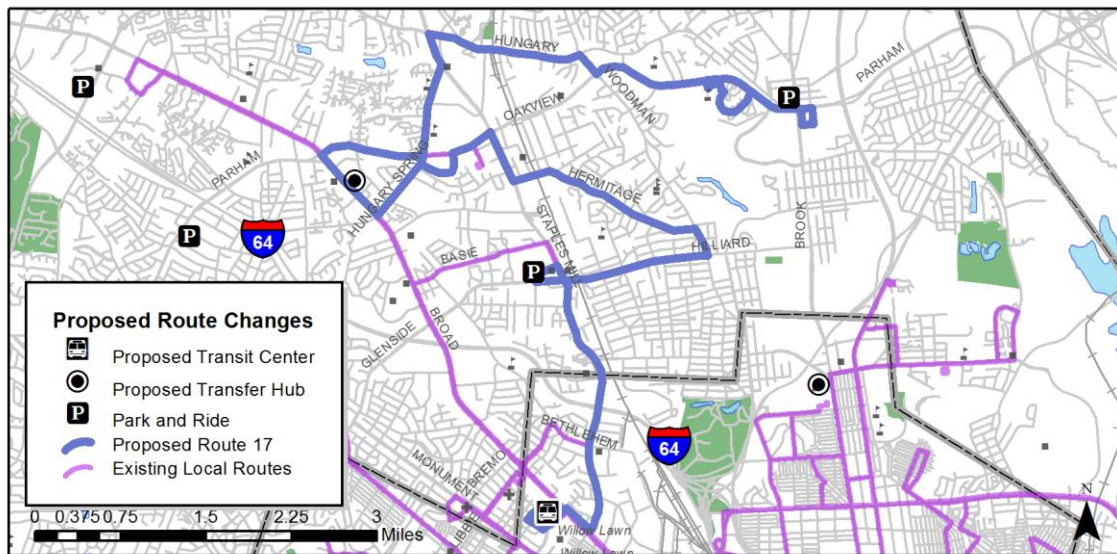 HUNGARY
WOODMAN
PARHAM
P
P
OAKVIEW
PARHAM
HUNGARY SPRING
HERMITAGE
P
64
STAPLES MILL
HILLIARD
BROOK
BASIE
P
BROAD
GLENSIDE
Proposed Route Changes
Proposed Transit Center
Proposed Transfer Hub
P Park and Ride
Proposed Route 17
Existing Local Routes
BETHLEHEM
64
MONUMENT
BREMO
N
0 0.375 0.75 1.5 2.25 3
Miles
Willow Lawn
Willow Lawn